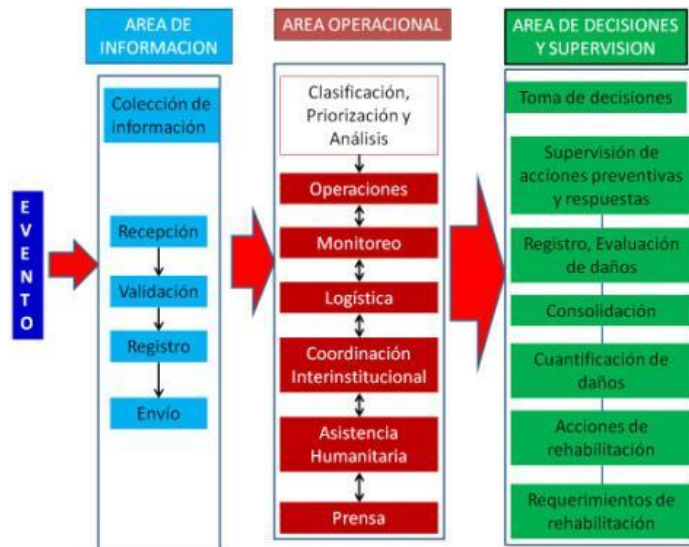 AREA DE
INFORMACION
Colección de
información
EVENTO
Recepción
Validación
Registro
Envío
AREA OPERACIONAL
Clasificación,
Priorización y
Análisis
Operaciones
Monitoreo
Logística
Coordinación
Interinstitucional
Asistencia
Humanitaria
Prensa
AREA DE DECISIONES
Y SUPERVISION
Toma de decisiones
Supervisión de
acciones preventivas
y respuestas
Registro, Evaluación
de daños
Consolidación
Cuantificación de
daños
Acciones de
rehabilitación
Requerimientos de
rehabilitación